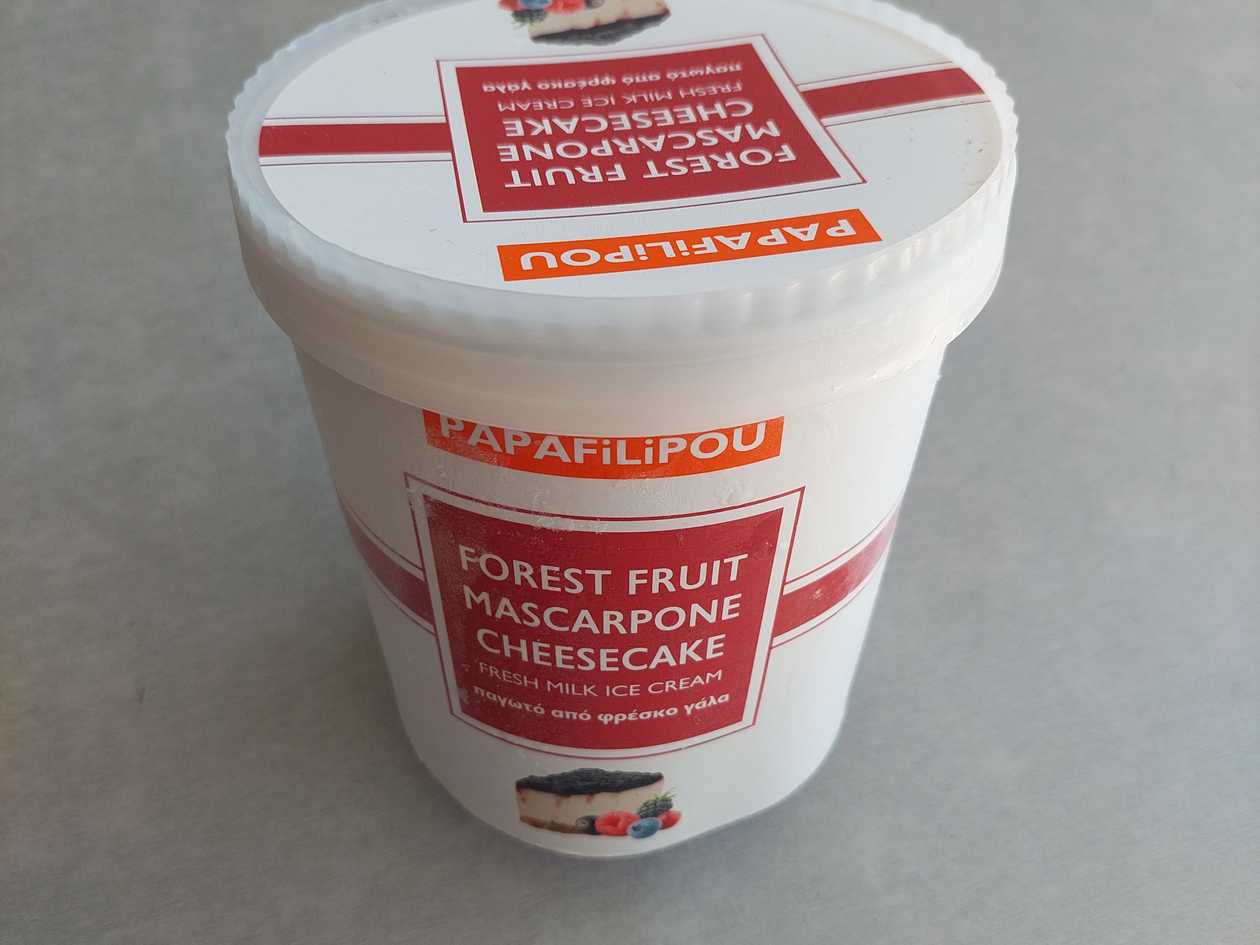 παγωτό από φρέσκο γάλα
FRESH MILK ICE CREAM
CHEESECAKE
MASCARPONE
FOREST FRUIT
PAPAFiLiPOU
PAPAFiLiPOU
FOREST FRUIT
MASCARPONE
CHEESECAKE
FRESH MILK ICE CREAM
παγωτό από φρέσκο γάλα